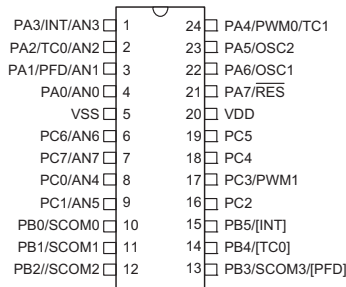 PA3/INT/AN3 1 24 PA4/PWM0/TC1
PA2/TC0/AN2 2 23 PA5/OSC2
PA1/PFD/AN1 3 22 PA6/OSC1
PA0/AN0 4 21 PA7/RES
VSS 5 20 VDD
PC6/AN6 6 19 PC5
PC7/AN7 7 18 PC4
PC0/AN4 8 17 PC3/PWM1
PC1/AN5 9 16 PC2
PB0/SCOM0 10 15 PB5/[INT]
PB1/SCOM1 11 14 PB4/[TC0]
PB2//SCOM2 12 13 PB3/SCOM3/[PFD]